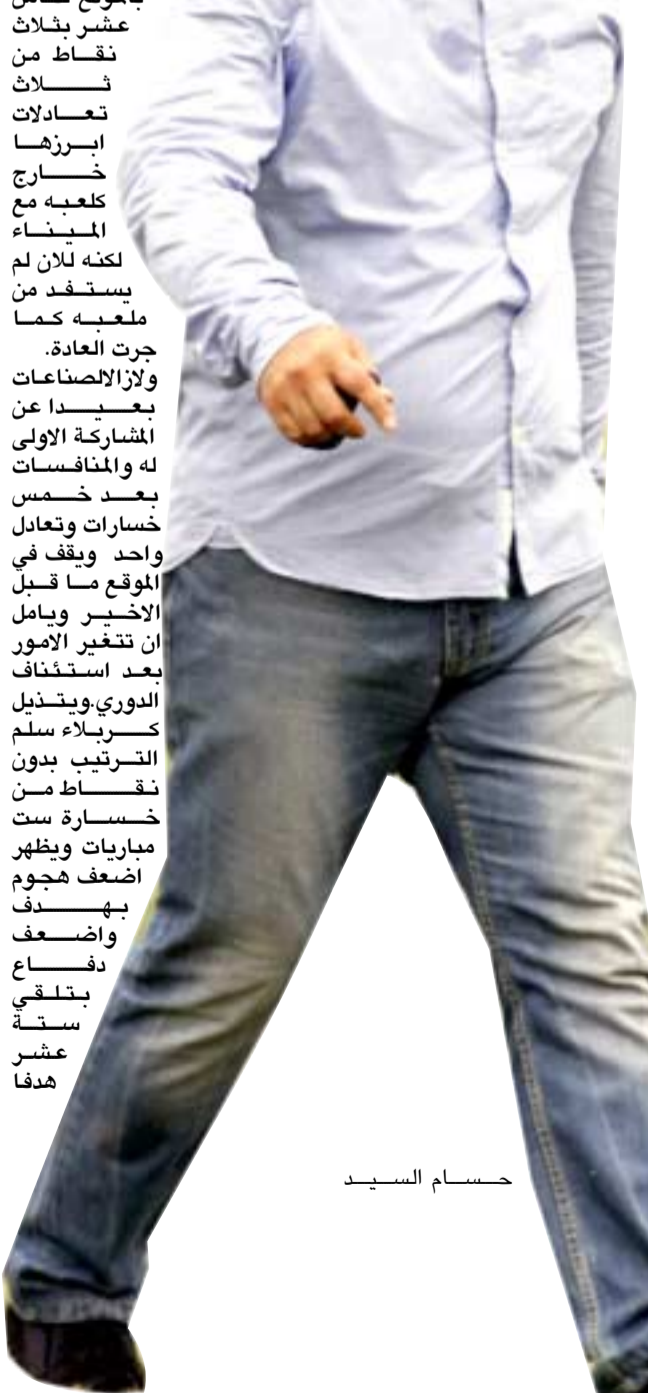 عشر بثلاث
نقاط من
ثلاث
تعادلات
ابرزها
خارج
كلعبه مع
الميناء
لكنه للان لم
يستفد من
ملعبه كما
جرت العادة.
ولازالالصناعات
بعيدا عن
المشاركة الاولى
له والمنافسات
بعد خمس
خسارات وتعادل
واحد ويقف في
الموقع ما قبل
الاخير ويامل
ان تتغير الامور
بعد استئناف
الدوري.ويتذيل
كربلاء سلم
الترتيب بدون
نقاط من
خسارة ست
مباريات ويظهر
اضعف هجوم
بهدف
واضعف
دفاع
بتلقي
ستة
عشر
هدفا
حسام السيد